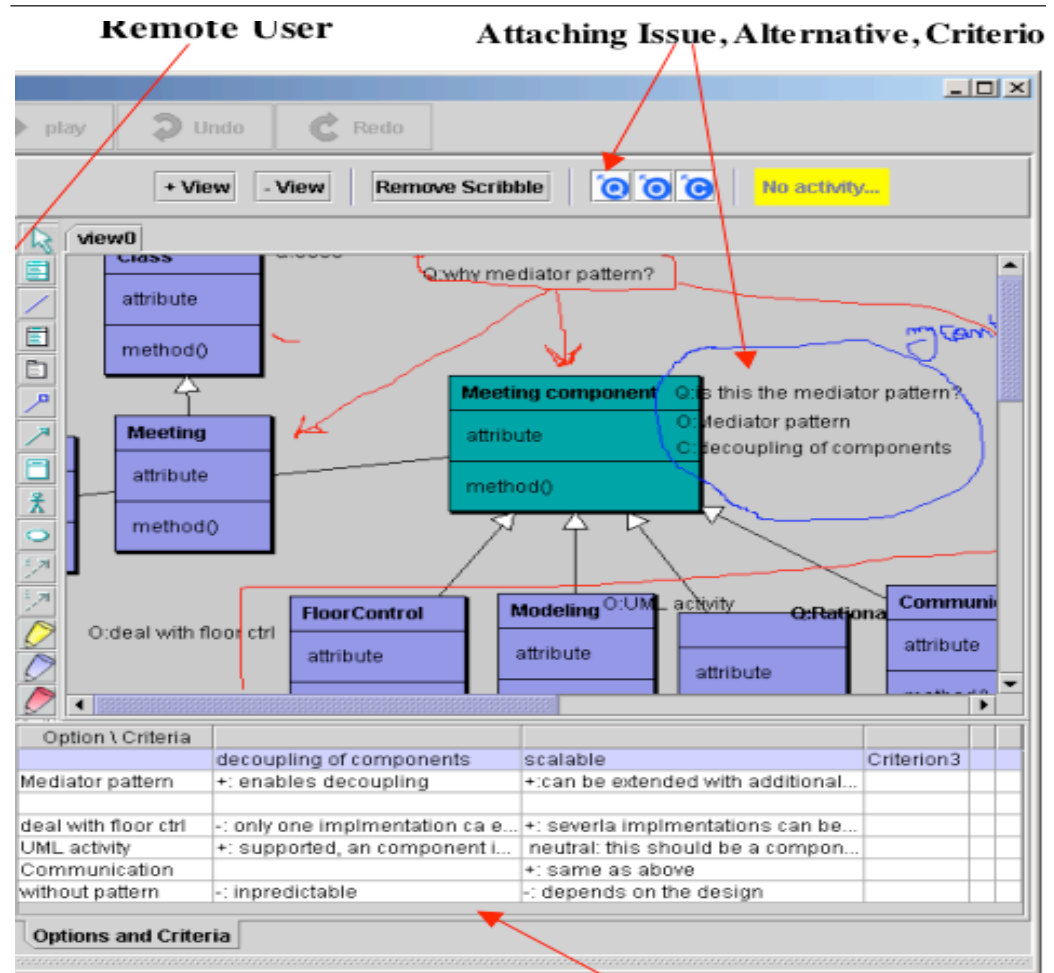 Remote User
Attaching Issue, Alternative, Criterio
play Undo Redo
+ View - View Remove Scribble Q O C No activity...
view0
Class
attribute
method()
Q:why mediator pattern?
Meeting
attribute
method()
Meeting component
attribute
method()
Q:is this the mediator pattern?
O:Mediator pattern
C:decoupling of components
O:deal with floor ctrl
FloorControl
attribute
Modeling
attribute
O:UML activity
attribute
Q:Rationa
Communi
attribute
Option \ Criteria
decoupling of components scalable Criterion3
Mediator pattern +: enables decoupling +:can be extended with additional...
deal with floor ctrl -: only one implmentation ca e... +: severla implmentations can be...
UML activity +: supported, an component i... neutral: this should be a compon...
Communication +: same as above
without pattern -: inpredictable -: depends on the design
Options and Criteria